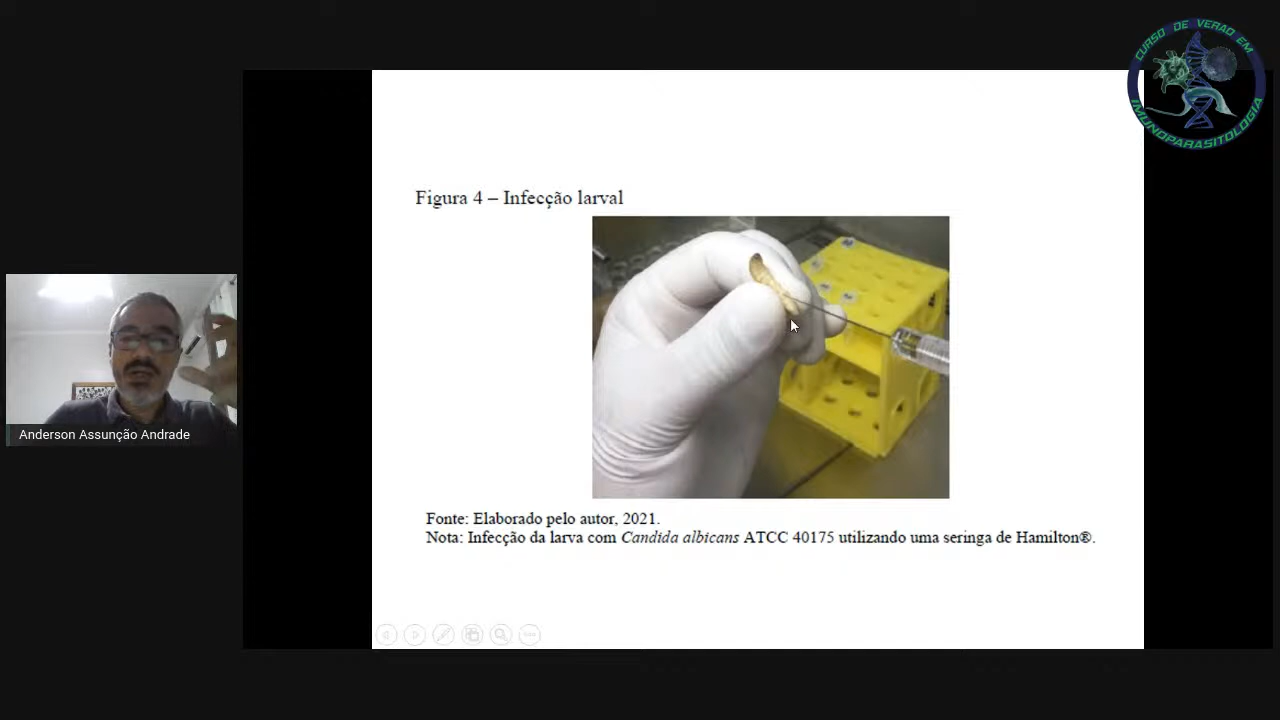 CURSO DE VERÃO EM
IMUNOPARASITOLOGIA
Figura 4 – Infecção larval
Anderson Assunção Andrade
Fonte: Elaborado pelo autor, 2021.
Nota: Infecção da larva com Candida albicans ATCC 40175 utilizando uma seringa de Hamilton®.